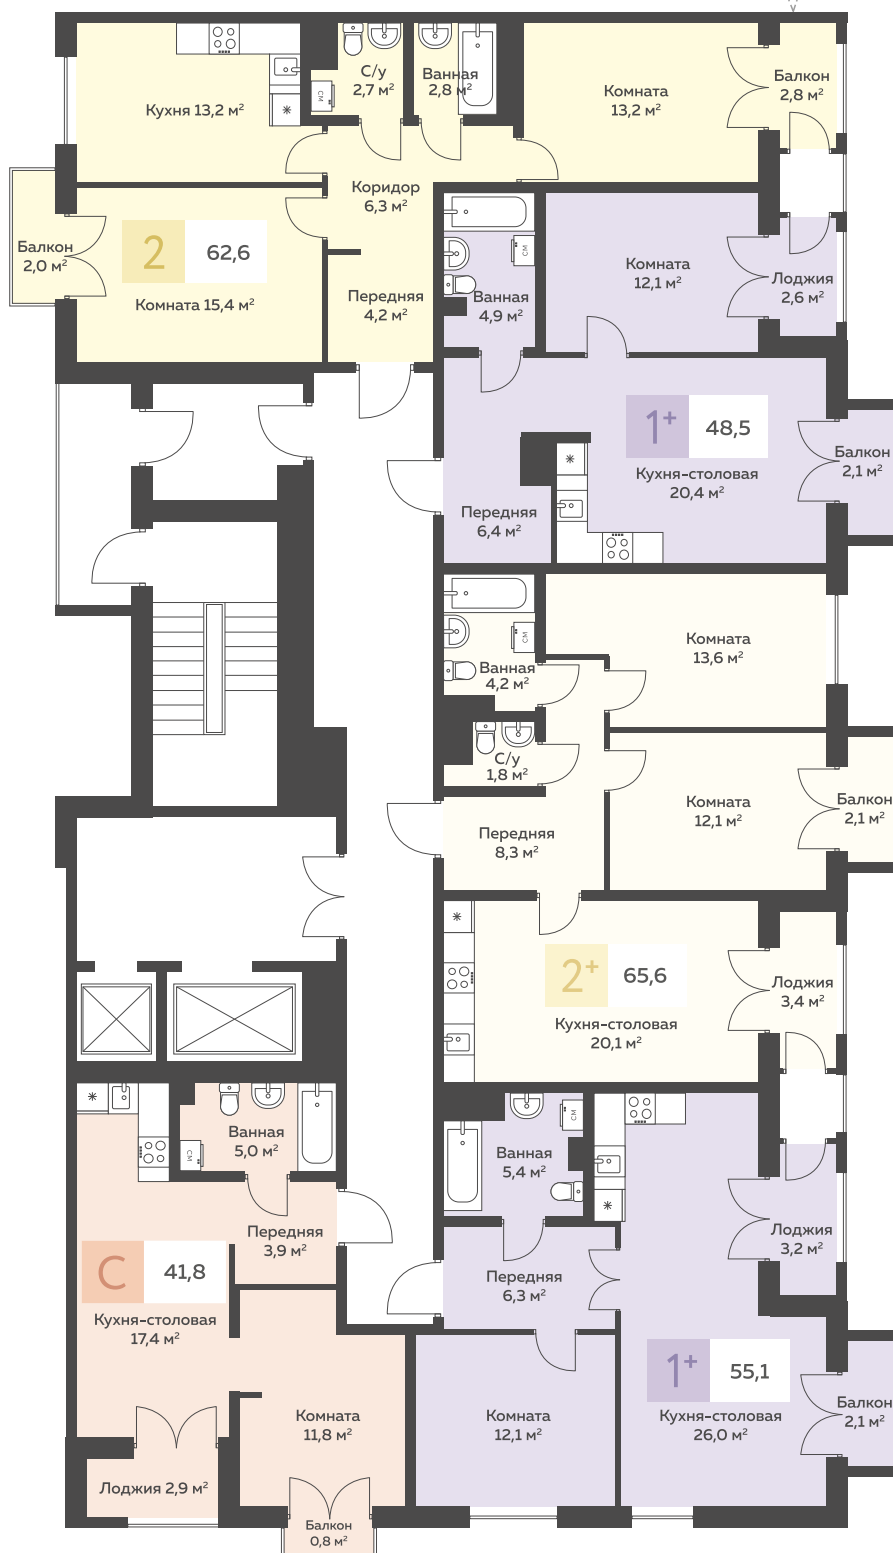 Кухня 13,2 м²
С/у
2,7 м²
Ванная
2,8 м²
Комната
13,2 м²
Балкон
2,8 м²
СМ
Коридор
6,3 м²
Балкон
2,0 м²
2
62,6
Комната 15,4 м²
Передняя
4,2 м²
СМ
Ванная
4,9 м²
Комната
12,1 м²
Лоджия
2,6 м²
1+
48,5
Кухня-столовая
20,4 м²
Балкон
2,1 м²
Передняя
6,4 м²
СМ
Ванная
4,2 м²
Комната
13,6 м²
С/у
1,8 м²
Комната
12,1 м²
Балкон
2,1 м²
Передняя
8,3 м²
2+
65,6
Кухня-столовая
20,1 м²
Лоджия
3,4 м²
Ванная
5,0 м²
СМ
Передняя
3,9 м²
С
41,8
Кухня-столовая
17,4 м²
Комната
11,8 м²
Лоджия 2,9 м²
Балкон
0,8 м²
СМ
Ванная
5,4 м²
Передняя
6,3 м²
Лоджия
3,2 м²
1+
55,1
Кухня-столовая
26,0 м²
Балкон
2,1 м²
Комната
12,1 м²